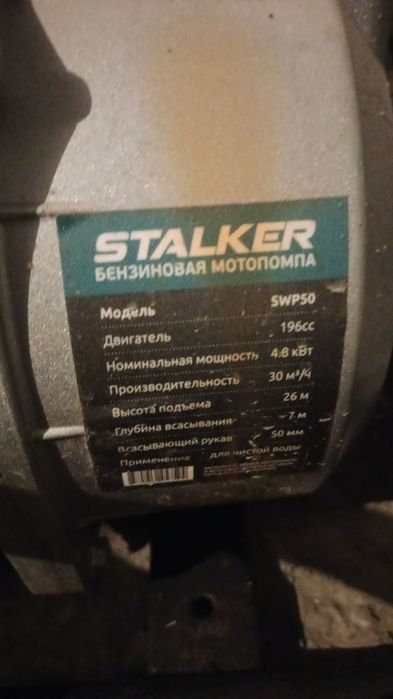 STALKER
БЕНЗИНОВАЯ МОТОПОМПА
Модель SWP50
Двигатель 196сс
Номинальная мощность 4.8 кВт
Производительность 30 м³/ч
Высота подъема 26 м
Глубина всасывания 7 м
Всасывающий рукав 50 мм
Применение для чистой воды